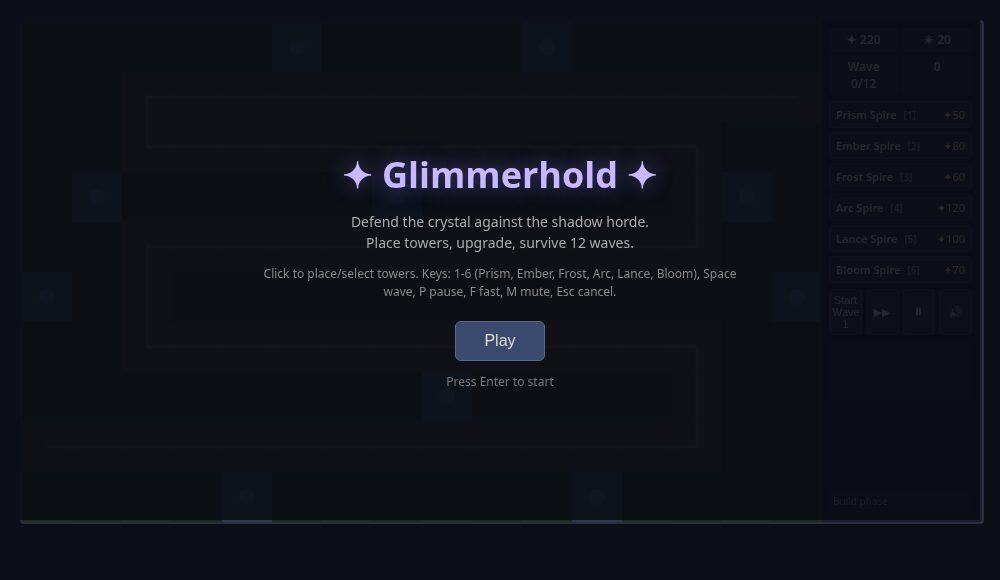 ✦ Glimmerhold ✦
Defend the crystal against the shadow horde.
Place towers, upgrade, survive 12 waves.
Click to place/select towers. Keys: 1-6 (Prism, Ember, Frost, Arc, Lance, Bloom), Space
wave, P pause, F fast, M mute, Esc cancel.
Play
Press Enter to start
✦ 220
☀ 20
Wave
0/12
0
Prism Spire [1] ✦50
Ember Spire [2] ✦80
Frost Spire [3] ✦60
Arc Spire [4] ✦120
Lance Spire [5] ✦100
Bloom Spire [6] ✦70
Start
Wave
1
Build phase